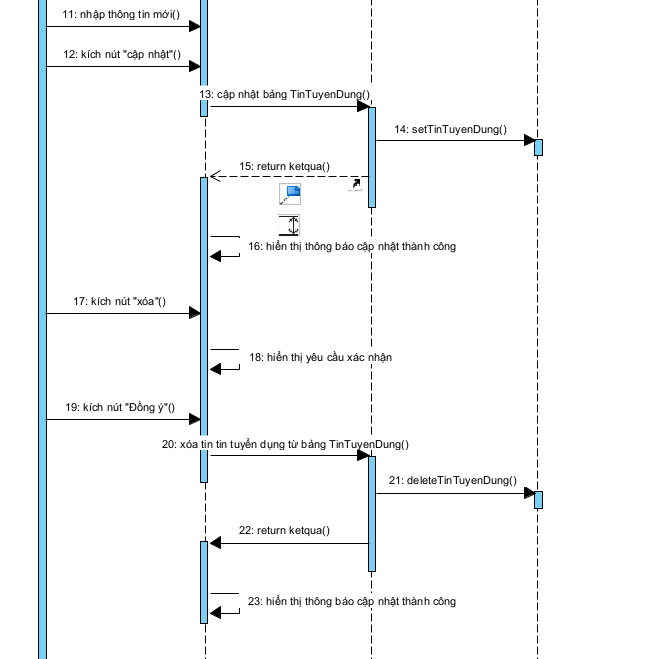 11: nhập thông tin mới()
12: kích nút "cập nhật"()
13: cập nhật bảng TinTuyenDung()
14: setTinTuyenDung()
15: return ketqua()
16: hiển thị thông báo cập nhật thành công
17: kích nút "xóa"()
18: hiển thị yêu cầu xác nhận
19: kích nút "Đồng ý"()
20: xóa tin tin tuyển dụng từ bảng TinTuyenDung()
21: deleteTinTuyenDung()
22: return ketqua()
23: hiển thị thông báo cập nhật thành công